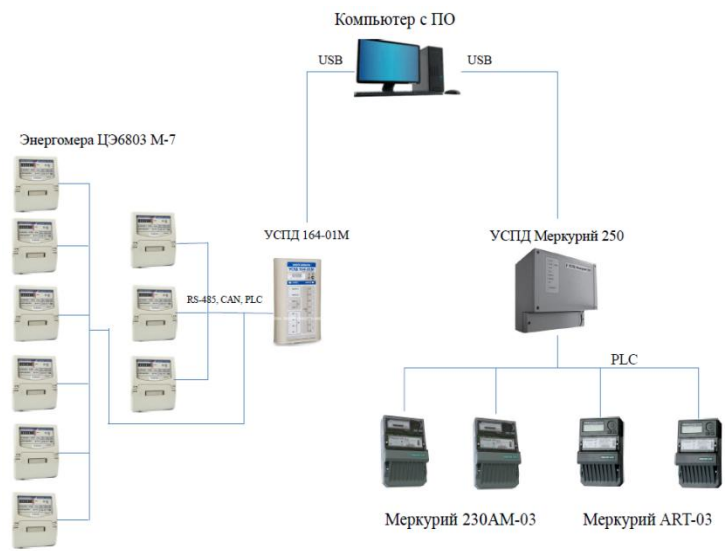 Компьютер с ПО
USB
USB
Энергомера ЦЭ6803 М-7
УСПД 164-01М
УСПД Меркурий 250
RS-485, CAN, PLC
PLC
Меркурий 230АМ-03
Меркурий ART-03